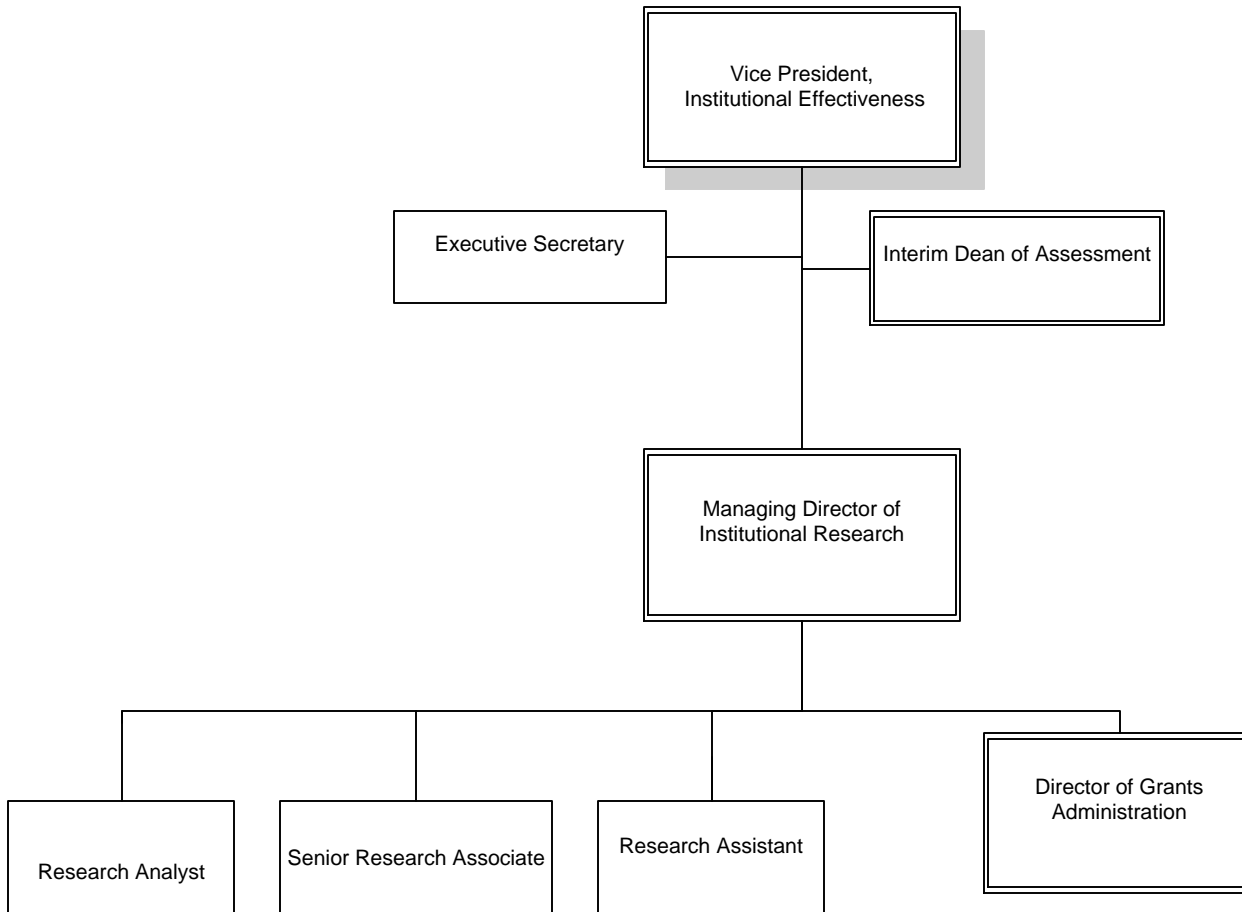 Vice President,
Institutional Effectiveness
Executive Secretary
Interim Dean of Assessment
Managing Director of
Institutional Research
Research Analyst
Senior Research Associate
Research Assistant
Director of Grants
Administration